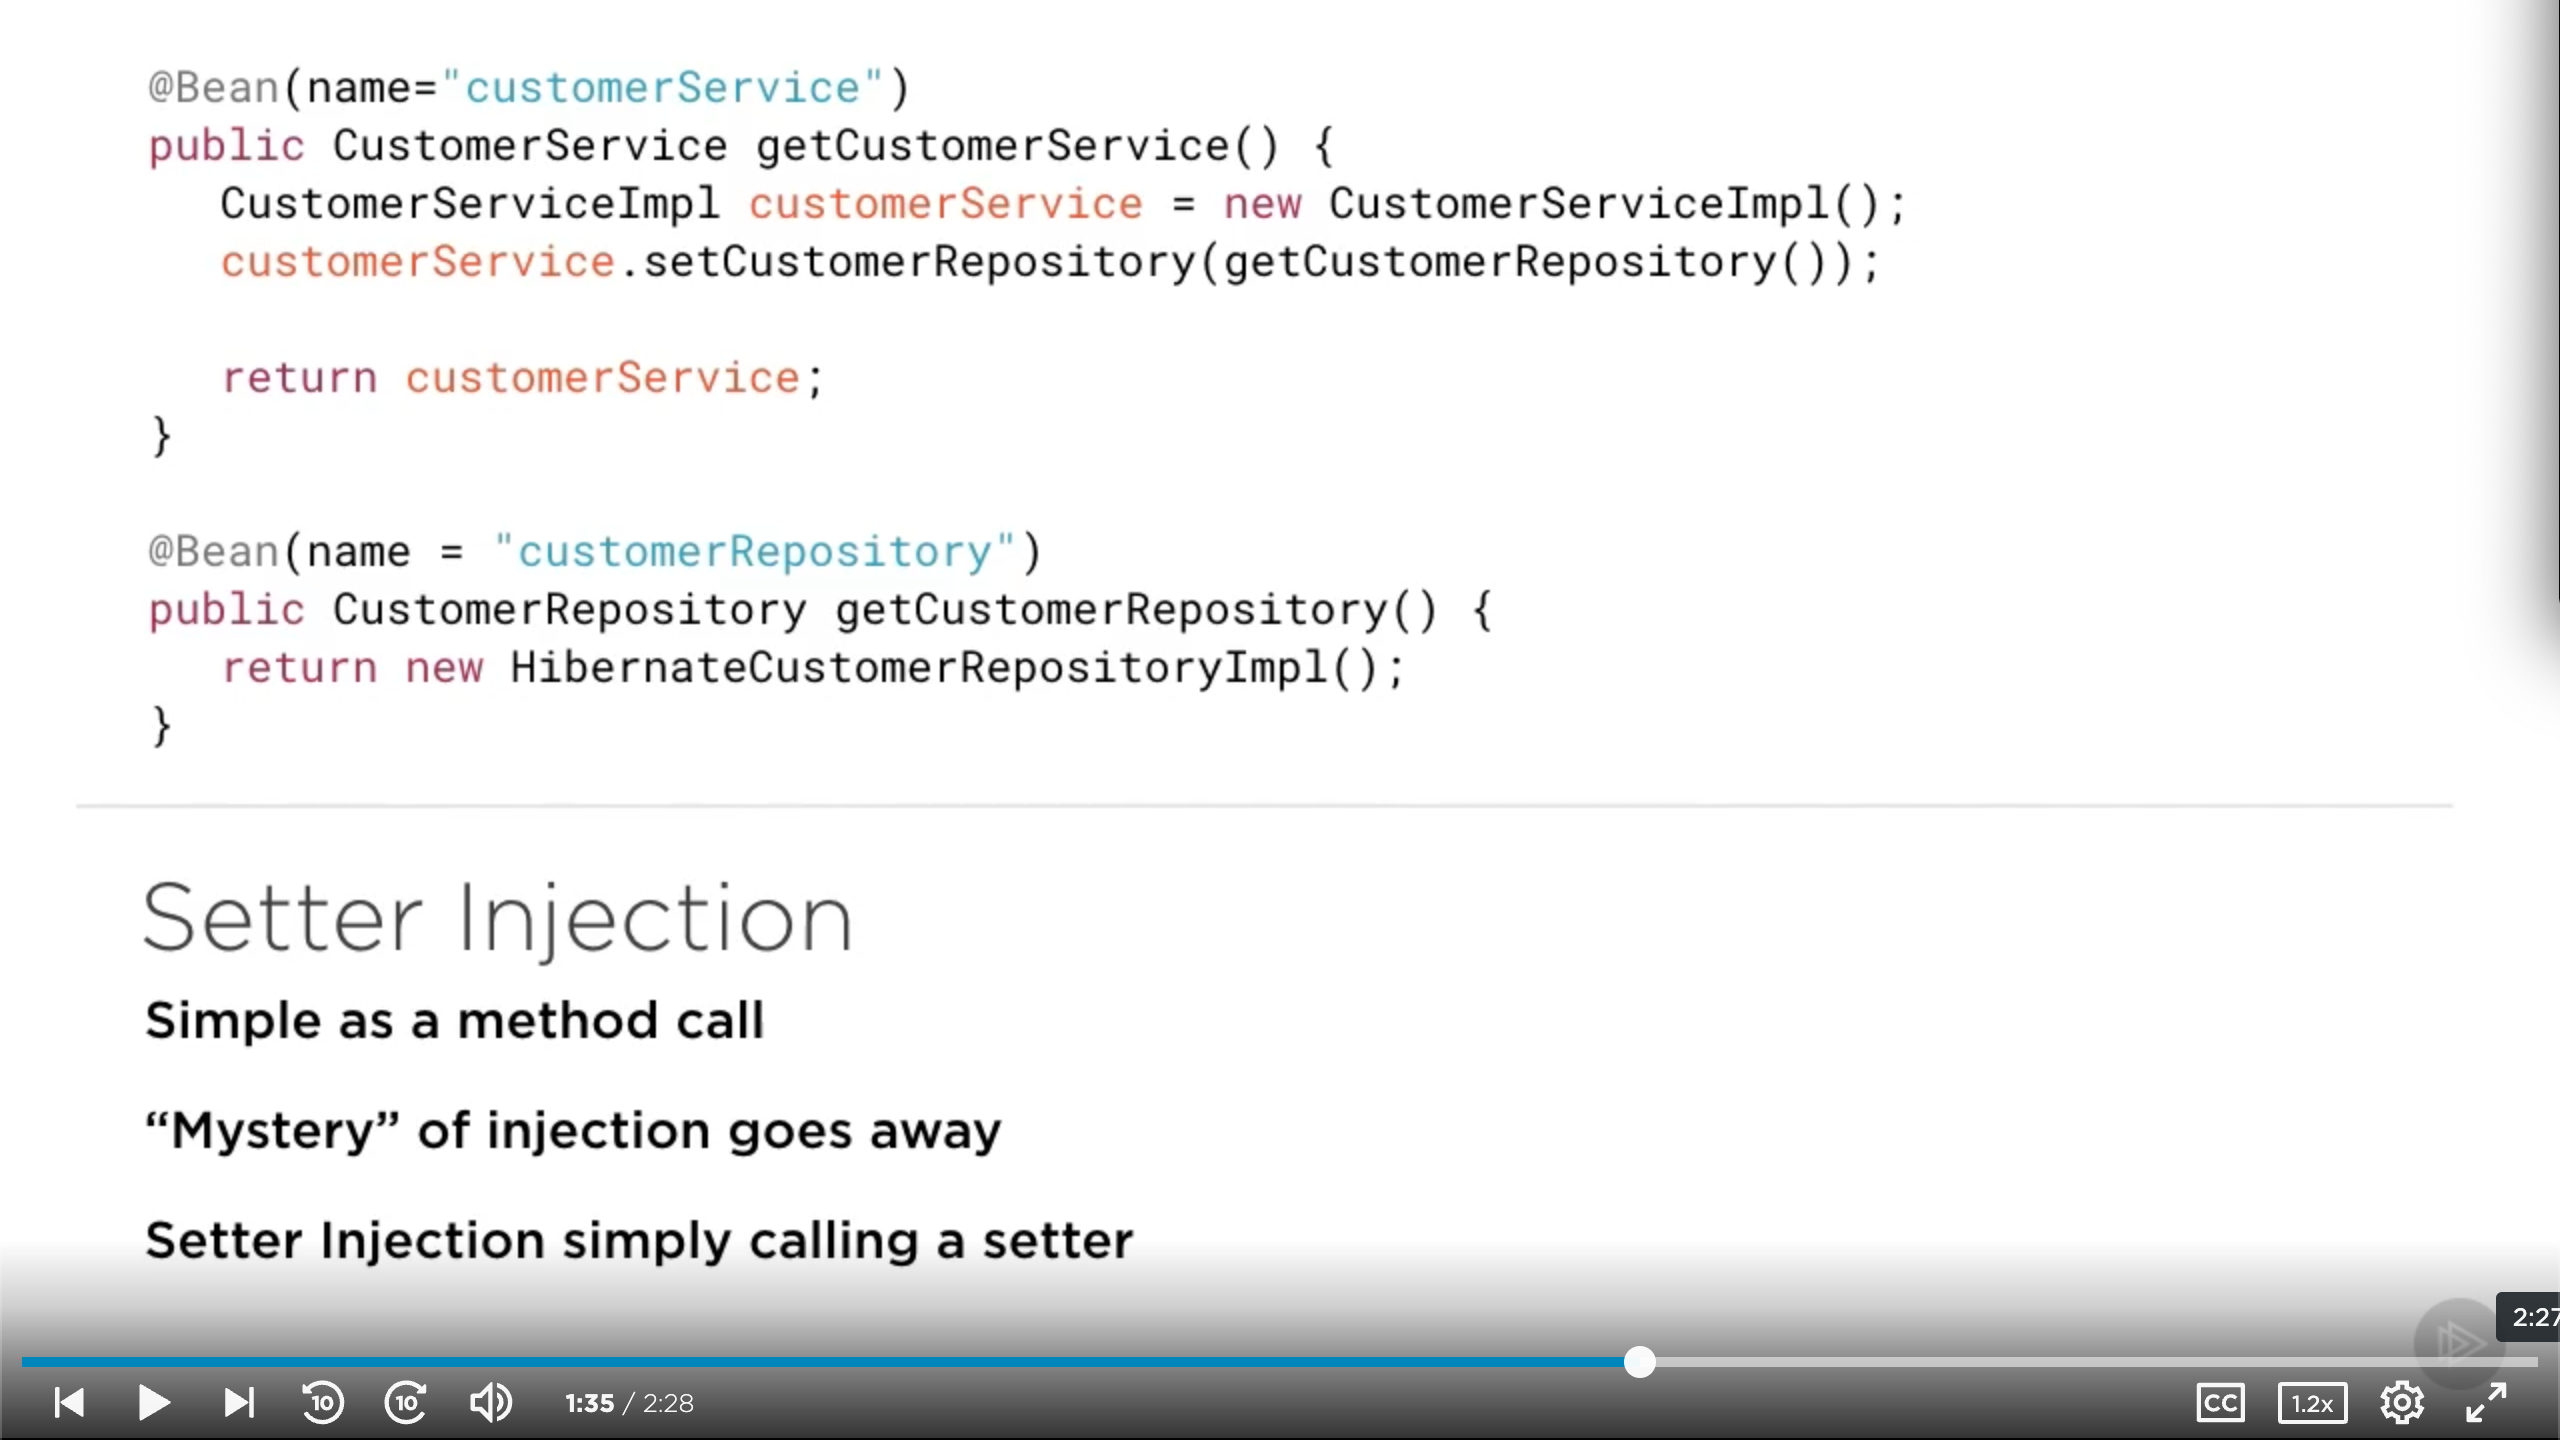 @Bean(name="customerService")
public CustomerService getCustomerService() {
CustomerServiceImpl customerService = new CustomerServiceImpl();
customerService.setCustomerRepository(getCustomerRepository());
return customerService;
}
@Bean(name = "customerRepository")
public CustomerRepository getCustomerRepository() {
return new HibernateCustomerRepositoryImpl();
}
Setter Injection
Simple as a method call
“Mystery” of injection goes away
Setter Injection simply calling a setter
2:27
10 10 1:35 / 2:28 CC 1.2x